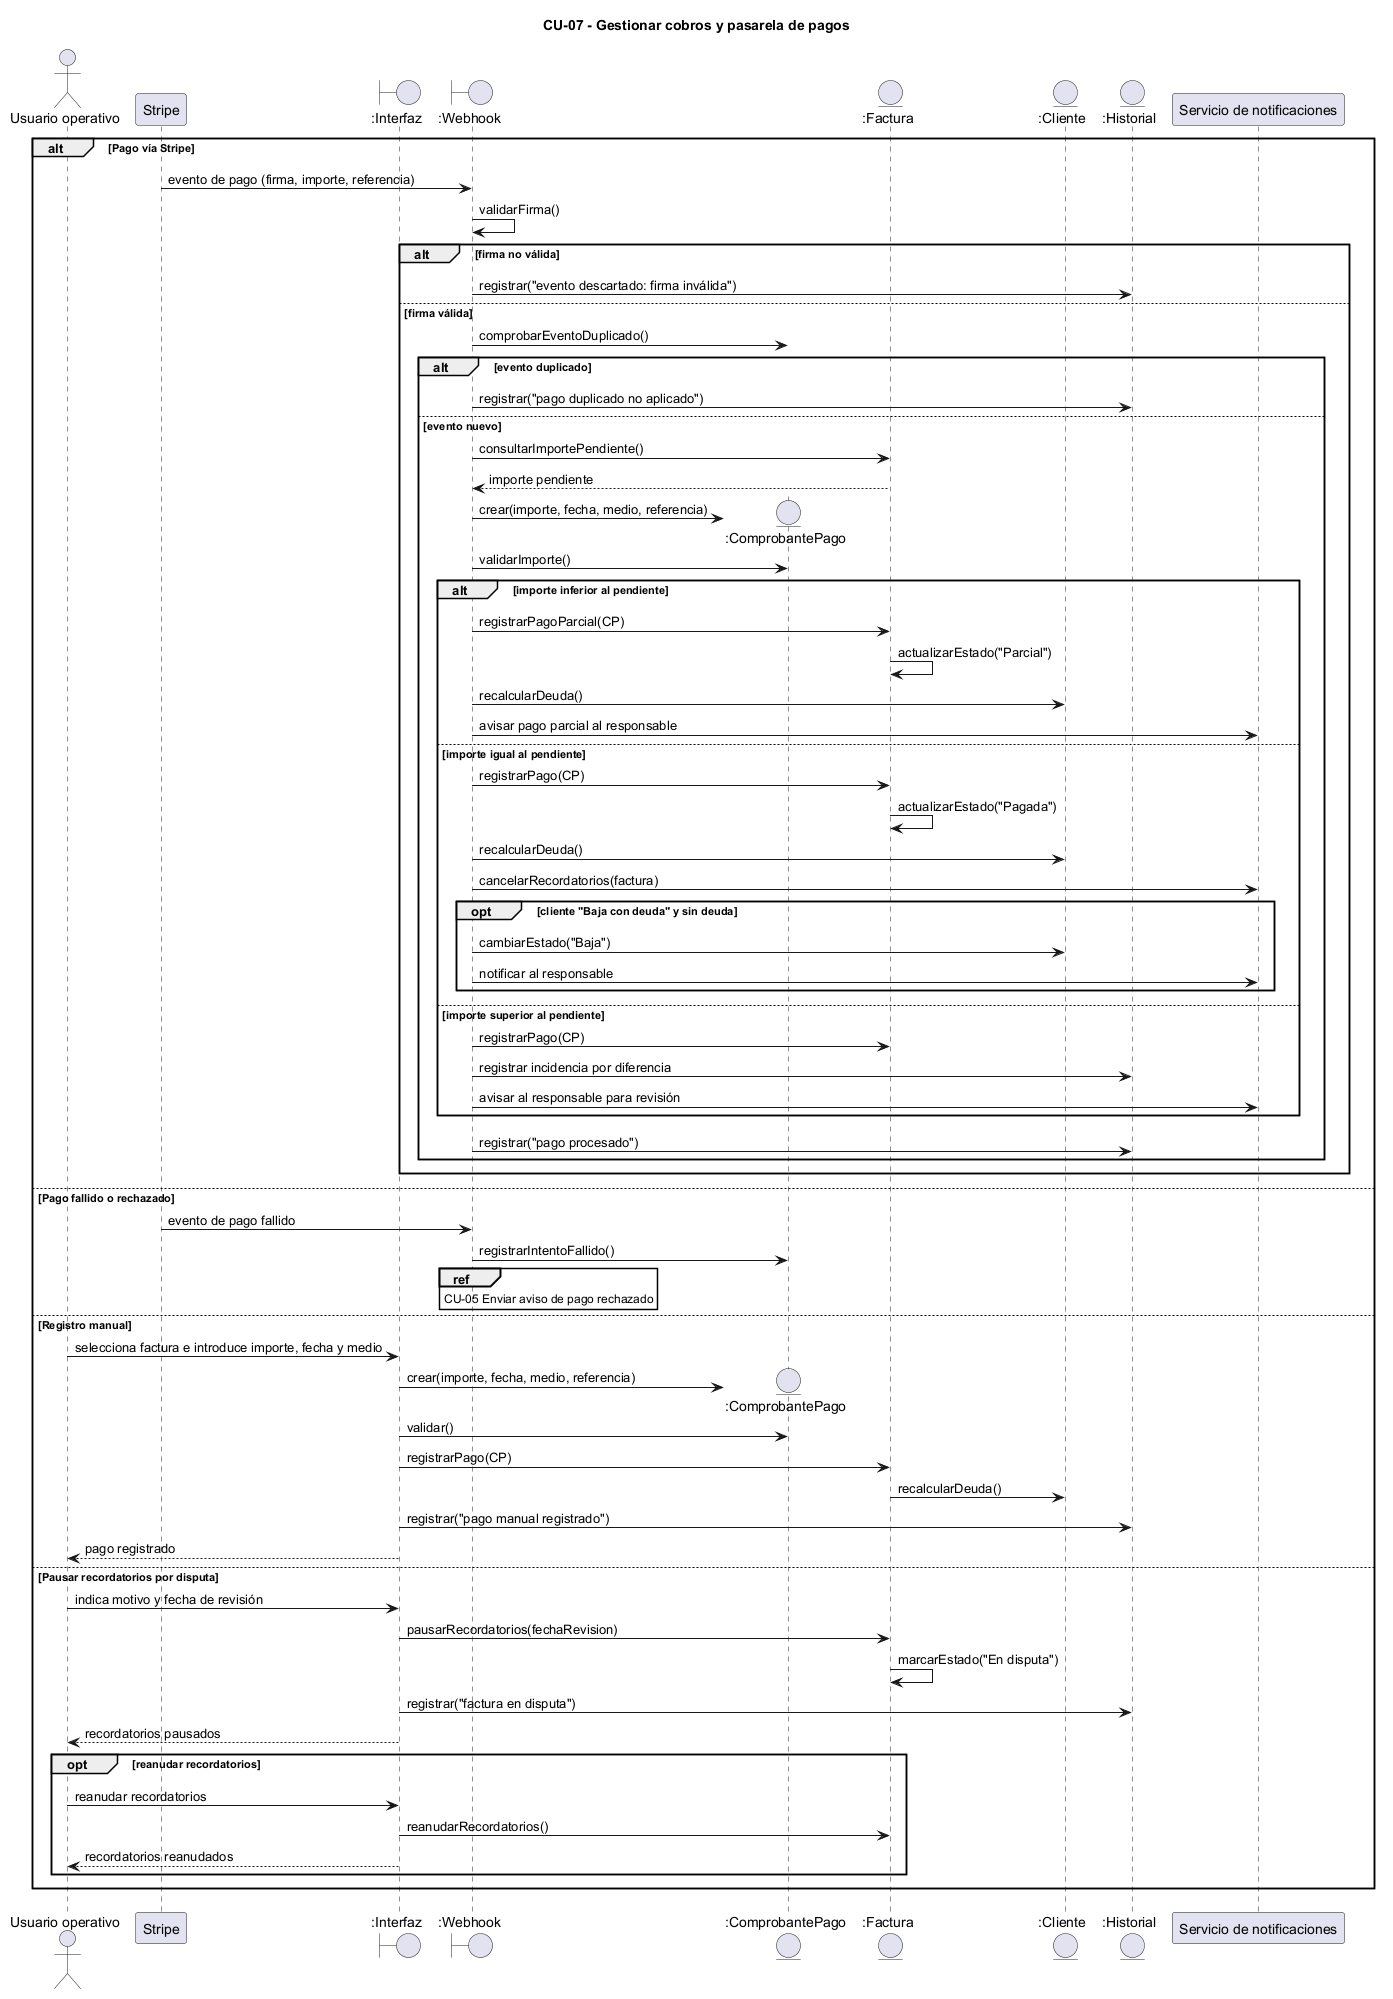 CU-07 - Gestionar cobros y pasarela de pagos
Usuario operativo
Stripe
:Interfaz
:Webhook
:Factura
:Cliente
:Historial
Servicio de notificaciones
alt [Pago vía Stripe]
evento de pago (firma, importe, referencia)
validarFirma()
alt [firma no válida]
registrar("evento descartado: firma inválida")
[firma válida]
comprobarEventoDuplicado()
alt [evento duplicado]
registrar("pago duplicado no aplicado")
[evento nuevo]
consultarImportePendiente()
importe pendiente
crear(importe, fecha, medio, referencia)
:ComprobantePago
validarImporte()
alt [importe inferior al pendiente]
registrarPagoParcial(CP)
actualizarEstado("Parcial")
recalcularDeuda()
avisar pago parcial al responsable
[importe igual al pendiente]
registrarPago(CP)
actualizarEstado("Pagada")
recalcularDeuda()
cancelarRecordatorios(factura)
opt [cliente "Baja con deuda" y sin deuda]
cambiarEstado("Baja")
notificar al responsable
[importe superior al pendiente]
registrarPago(CP)
registrar incidencia por diferencia
avisar al responsable para revisión
registrar("pago procesado")
[Pago fallido o rechazado]
evento de pago fallido
registrarIntentoFallido()
ref
CU-05 Enviar aviso de pago rechazado
[Registro manual]
selecciona factura e introduce importe, fecha y medio
crear(importe, fecha, medio, referencia)
:ComprobantePago
validar()
registrarPago(CP)
recalcularDeuda()
registrar("pago manual registrado")
pago registrado
[Pausar recordatorios por disputa]
indica motivo y fecha de revisión
pausarRecordatorios(fechaRevision)
marcarEstado("En disputa")
registrar("factura en disputa")
recordatorios pausados
opt [reanudar recordatorios]
reanudar recordatorios
reanudarRecordatorios()
recordatorios reanudados
Usuario operativo
Stripe
:Interfaz
:Webhook
:ComprobantePago
:Factura
:Cliente
:Historial
Servicio de notificaciones